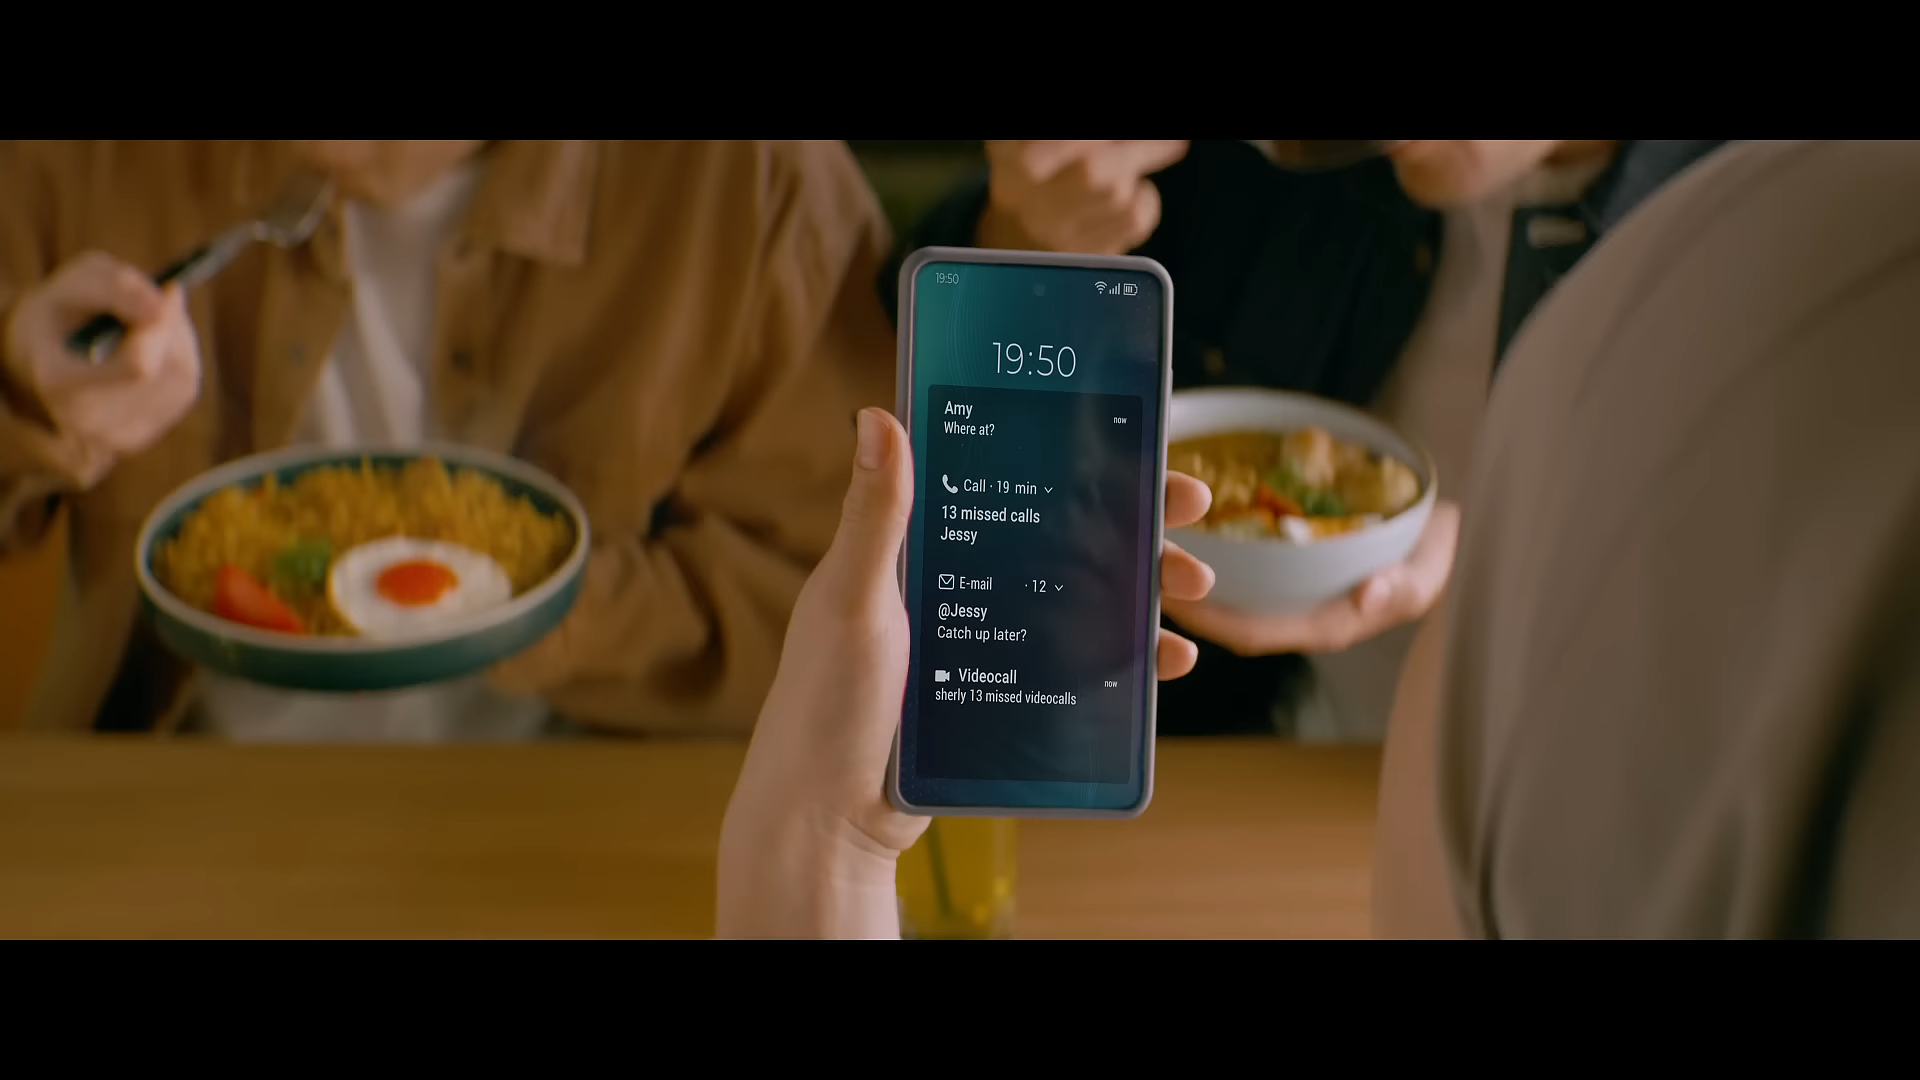 19:50
19:50
Amy
now
Where at?
Call · 19 min
13 missed calls
Jessy
E-mail · 12
@Jessy
Catch up later?
Videocall
now
sherly 13 missed videocalls